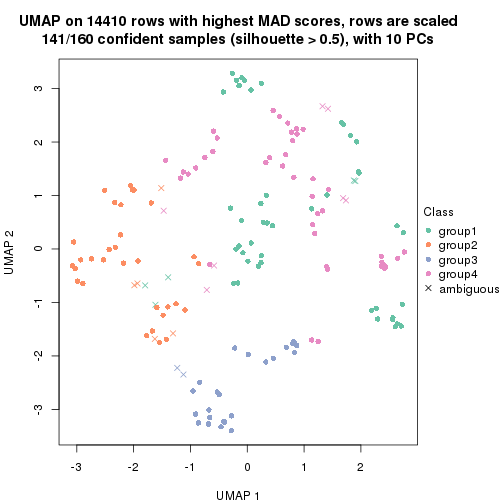 UMAP on 14410 rows with highest MAD scores, rows are scaled
141/160 confident samples (silhouette > 0.5), with 10 PCs
UMAP 2
3
2
1
0
-1
-2
-3
-3
-2
-1
0
1
2
UMAP 1
Class
group1
group2
group3
group4
ambiguous